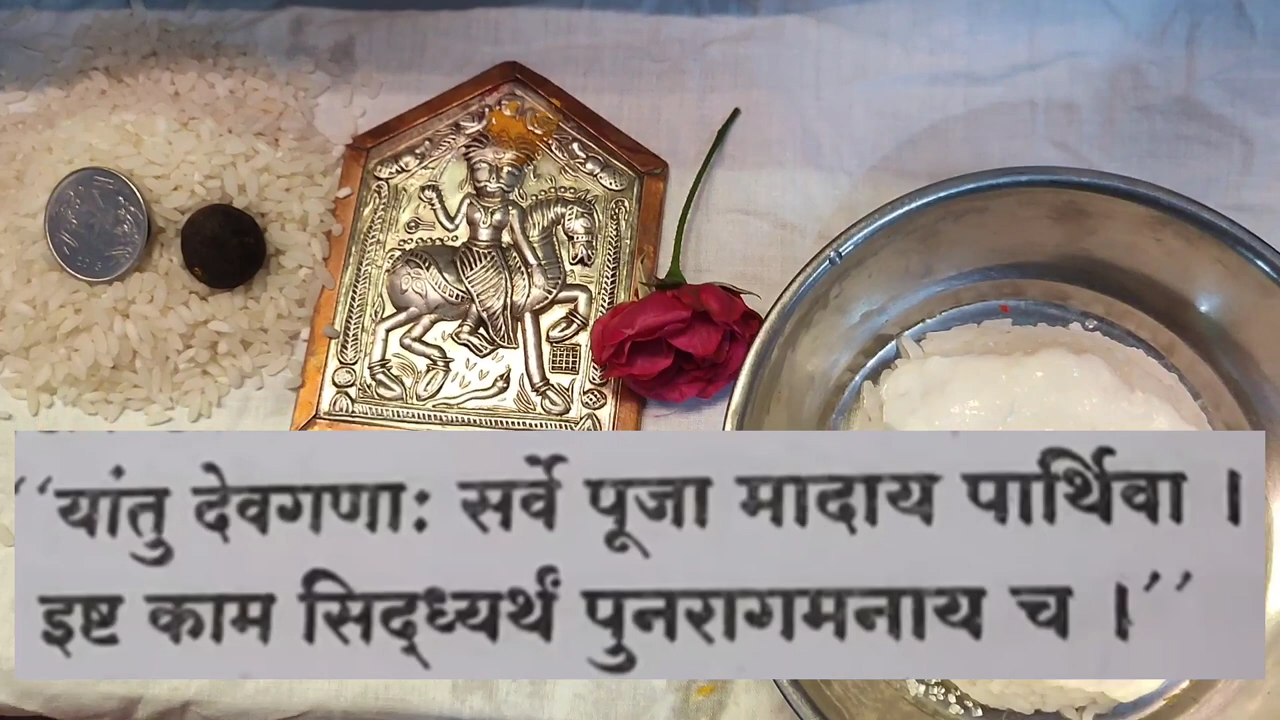 ‘‘यांतु देवगणाः सर्वे पूजा मादाय पार्थिवा ।
इष्ट काम सिद्ध्यर्थं पुनरागमनाय च ।’’